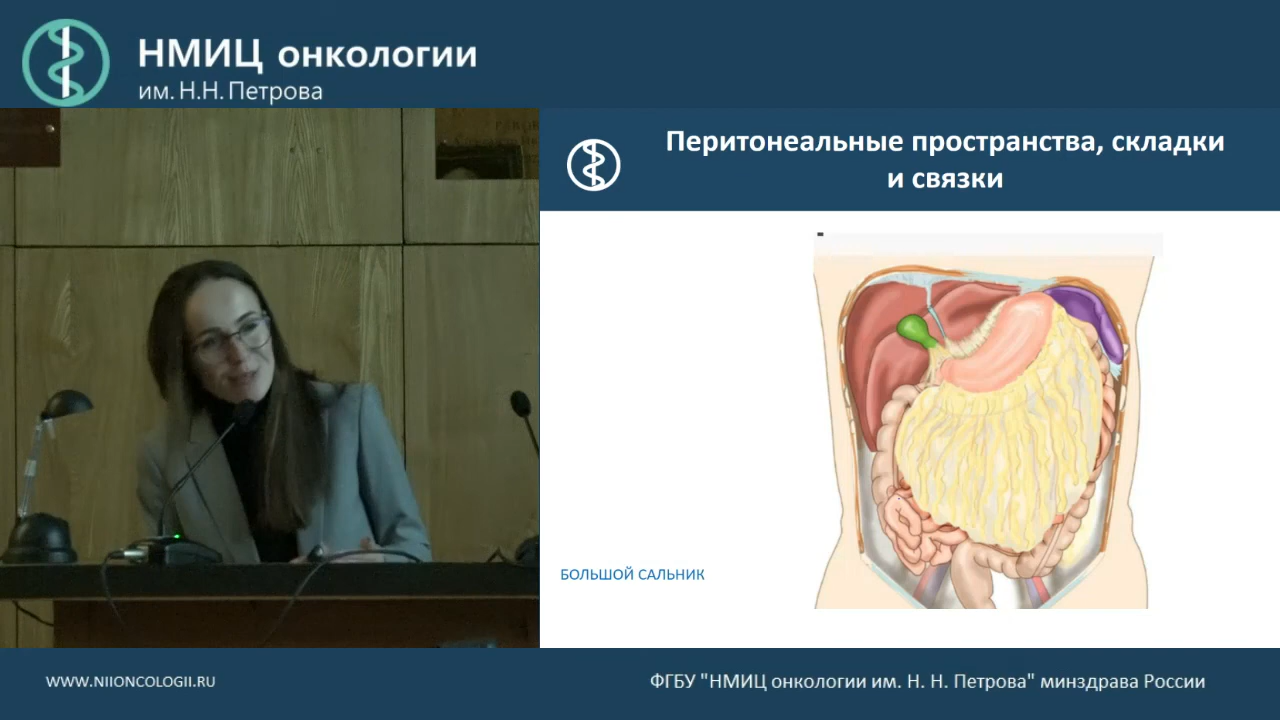 НМИЦ онкологии
им. Н.Н. Петрова
Перитонеальные пространства, складки
и связки
БОЛЬШОЙ САЛЬНИК
WWW.NIIONCOLOGII.RU
ФГБУ "НМИЦ онкологии им. Н. Н. Петрова" минздрава России